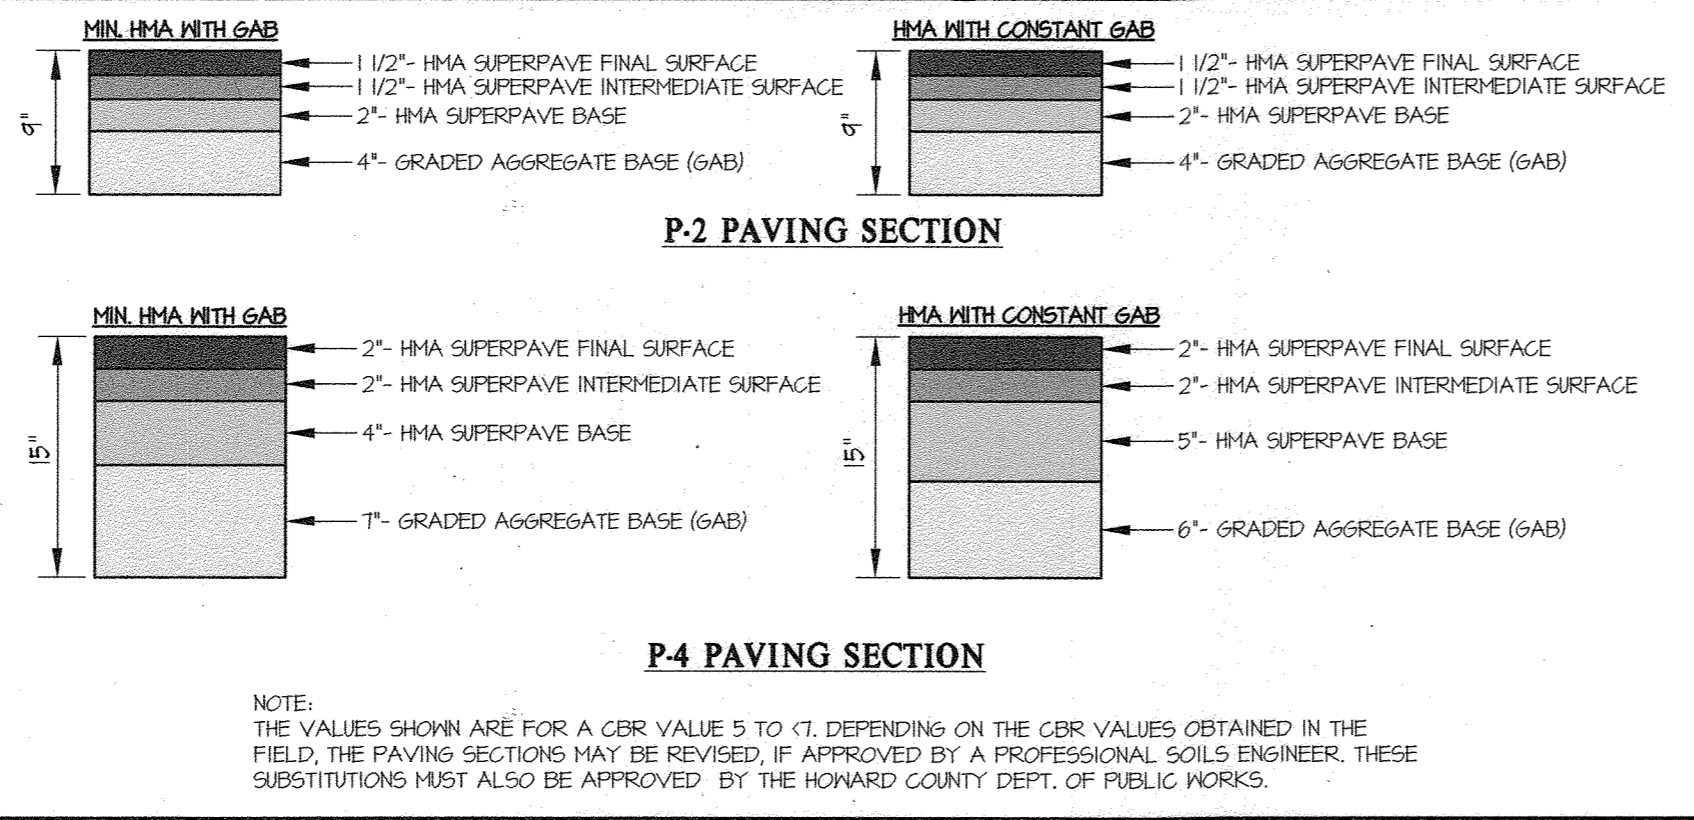 MIN. HMA WITH GAB
9"
1 1/2"- HMA SUPERPAVE FINAL SURFACE
1 1/2"- HMA SUPERPAVE INTERMEDIATE SURFACE
2"- HMA SUPERPAVE BASE
4"- GRADED AGGREGATE BASE (GAB)
HMA WITH CONSTANT GAB
9"
1 1/2"- HMA SUPERPAVE FINAL SURFACE
1 1/2"- HMA SUPERPAVE INTERMEDIATE SURFACE
2"- HMA SUPERPAVE BASE
4"- GRADED AGGREGATE BASE (GAB)
P-2 PAVING SECTION
MIN. HMA WITH GAB
15"
2"- HMA SUPERPAVE FINAL SURFACE
2"- HMA SUPERPAVE INTERMEDIATE SURFACE
4"- HMA SUPERPAVE BASE
7"- GRADED AGGREGATE BASE (GAB)
HMA WITH CONSTANT GAB
15"
2"- HMA SUPERPAVE FINAL SURFACE
2"- HMA SUPERPAVE INTERMEDIATE SURFACE
5"- HMA SUPERPAVE BASE
6"- GRADED AGGREGATE BASE (GAB)
P-4 PAVING SECTION
NOTE:
THE VALUES SHOWN ARE FOR A CBR VALUE 5 TO <7. DEPENDING ON THE CBR VALUES OBTAINED IN THE
FIELD, THE PAVING SECTIONS MAY BE REVISED, IF APPROVED BY A PROFESSIONAL SOILS ENGINEER. THESE
SUBSTITUTIONS MUST ALSO BE APPROVED BY THE HOWARD COUNTY DEPT. OF PUBLIC WORKS.